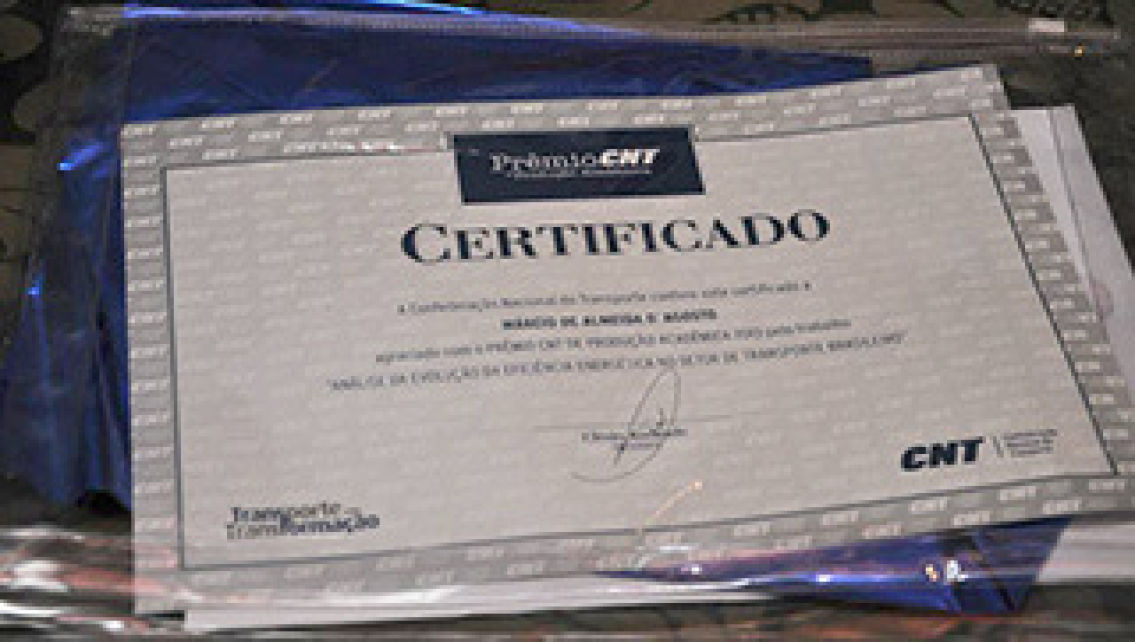 PrêmioCNT
CERTIFICADO
A Confederação Nacional do Transporte confere este certificado a
MÁRCIO DE ALMEIDA D' AGOSTO
agraciado com o PRÊMIO CNT DE PRODUÇÃO ACADÊMICA pelo trabalho
"ANÁLISE DA EVOLUÇÃO DA EFICIÊNCIA ENERGÉTICA NO SETOR DE TRANSPORTE BRASILEIRO"
CNT
Transporte
Transformação